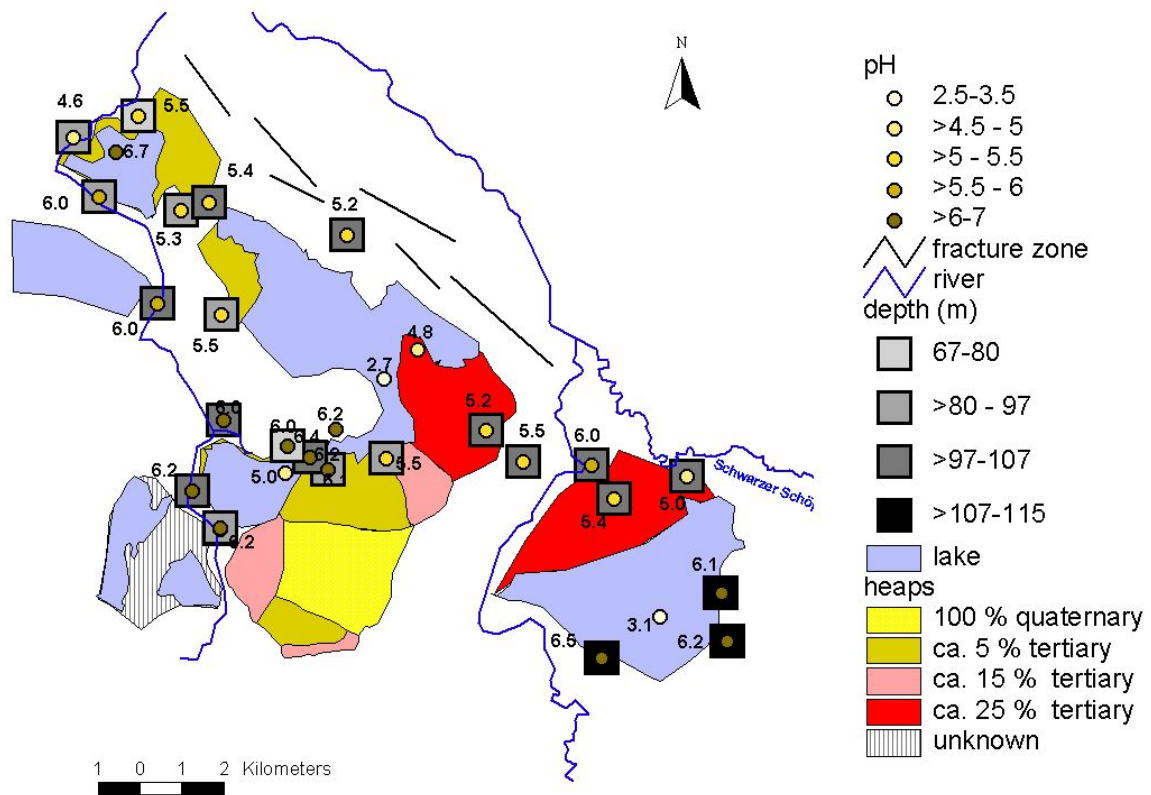 N
4.6
5.5
6.7
5.4
6.0
5.3
5.2
6.0
5.5
4.8
2.7
6.2
6.0
6.4
6.2
5.0
5.5
5.2
5.5
6.0
6.2
5.4
5.0
Schwarzer Schöp
6.1
3.1
6.5
6.2
1 0 1 2 Kilometers
pH
2.5-3.5
>4.5 - 5
>5 - 5.5
>5.5 - 6
>6-7
fracture zone
river
depth (m)
67-80
>80 - 97
>97-107
>107-115
lake
heaps
100 % quaternary
ca. 5 % tertiary
ca. 15 % tertiary
ca. 25 % tertiary
unknown